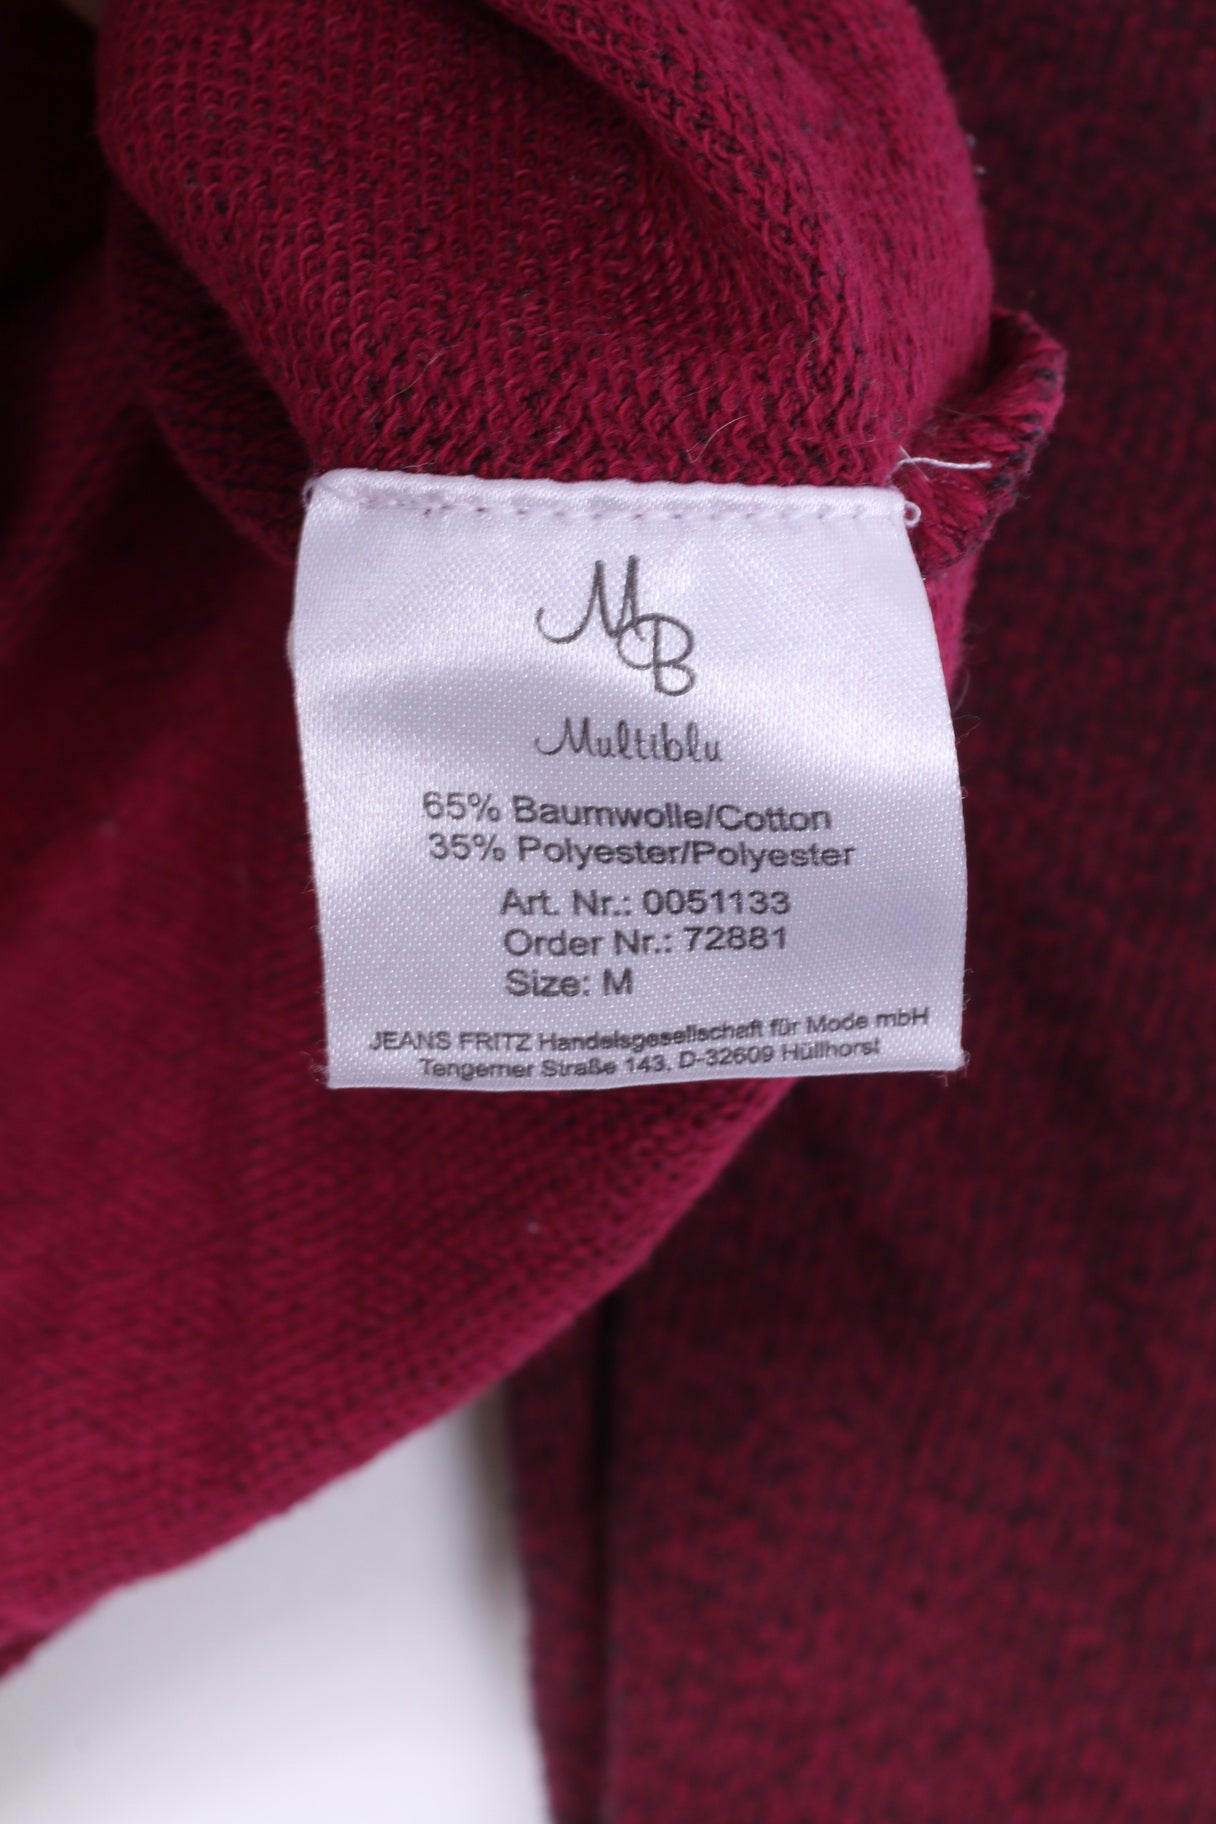 MB
Multiblu
65% Baumwolle/Cotton
35% Polyester/Polyester
Art. Nr.: 0051133
Order Nr.: 72881
Size: M
JEANS FRITZ Handelsgesellschaft für Mode mbH
Tengerner Straße 143, D-32609 Hüllhorst